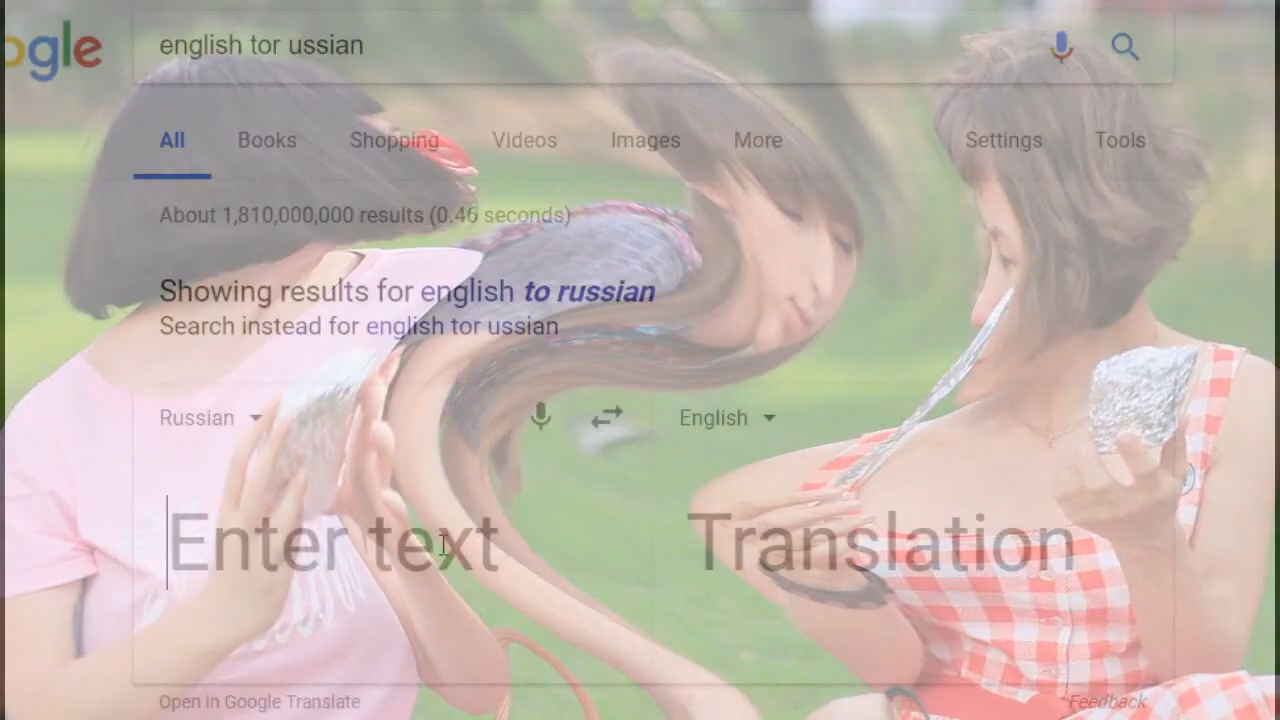 ogle
english tor ussian
All Books Shopping Videos Images More Settings Tools
About 1,810,000,000 results (0.46 seconds)
Showing results for english to russian
Search instead for english tor ussian
Russian English
Enter text Translation
Open in Google Translate Feedback